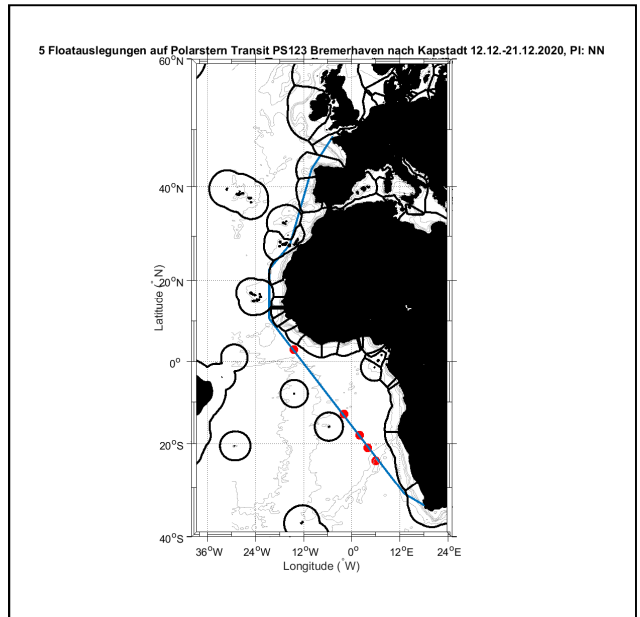 5 Floatauslegungen auf Polarstern Transit PS123 Bremerhaven nach Kapstadt 12.12.-21.12.2020, PI: NN
60°N
40°N
20°N
0°
20°S
40°S
Latitude (°N)
36°W 24°W 12°W 0° 12°E 24°E
Longitude (°W)